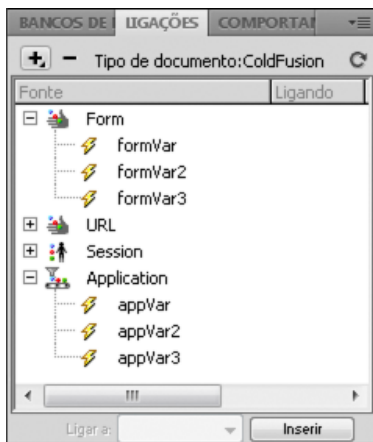 BANCOS DE LIGAÇÕES COMPORTAM
Tipo de documento:ColdFusion
Fonte Ligando
Form
formVar
formVar2
formVar3
URL
Session
Application
appVar
appVar2
appVar3
Ligar a: Inserir